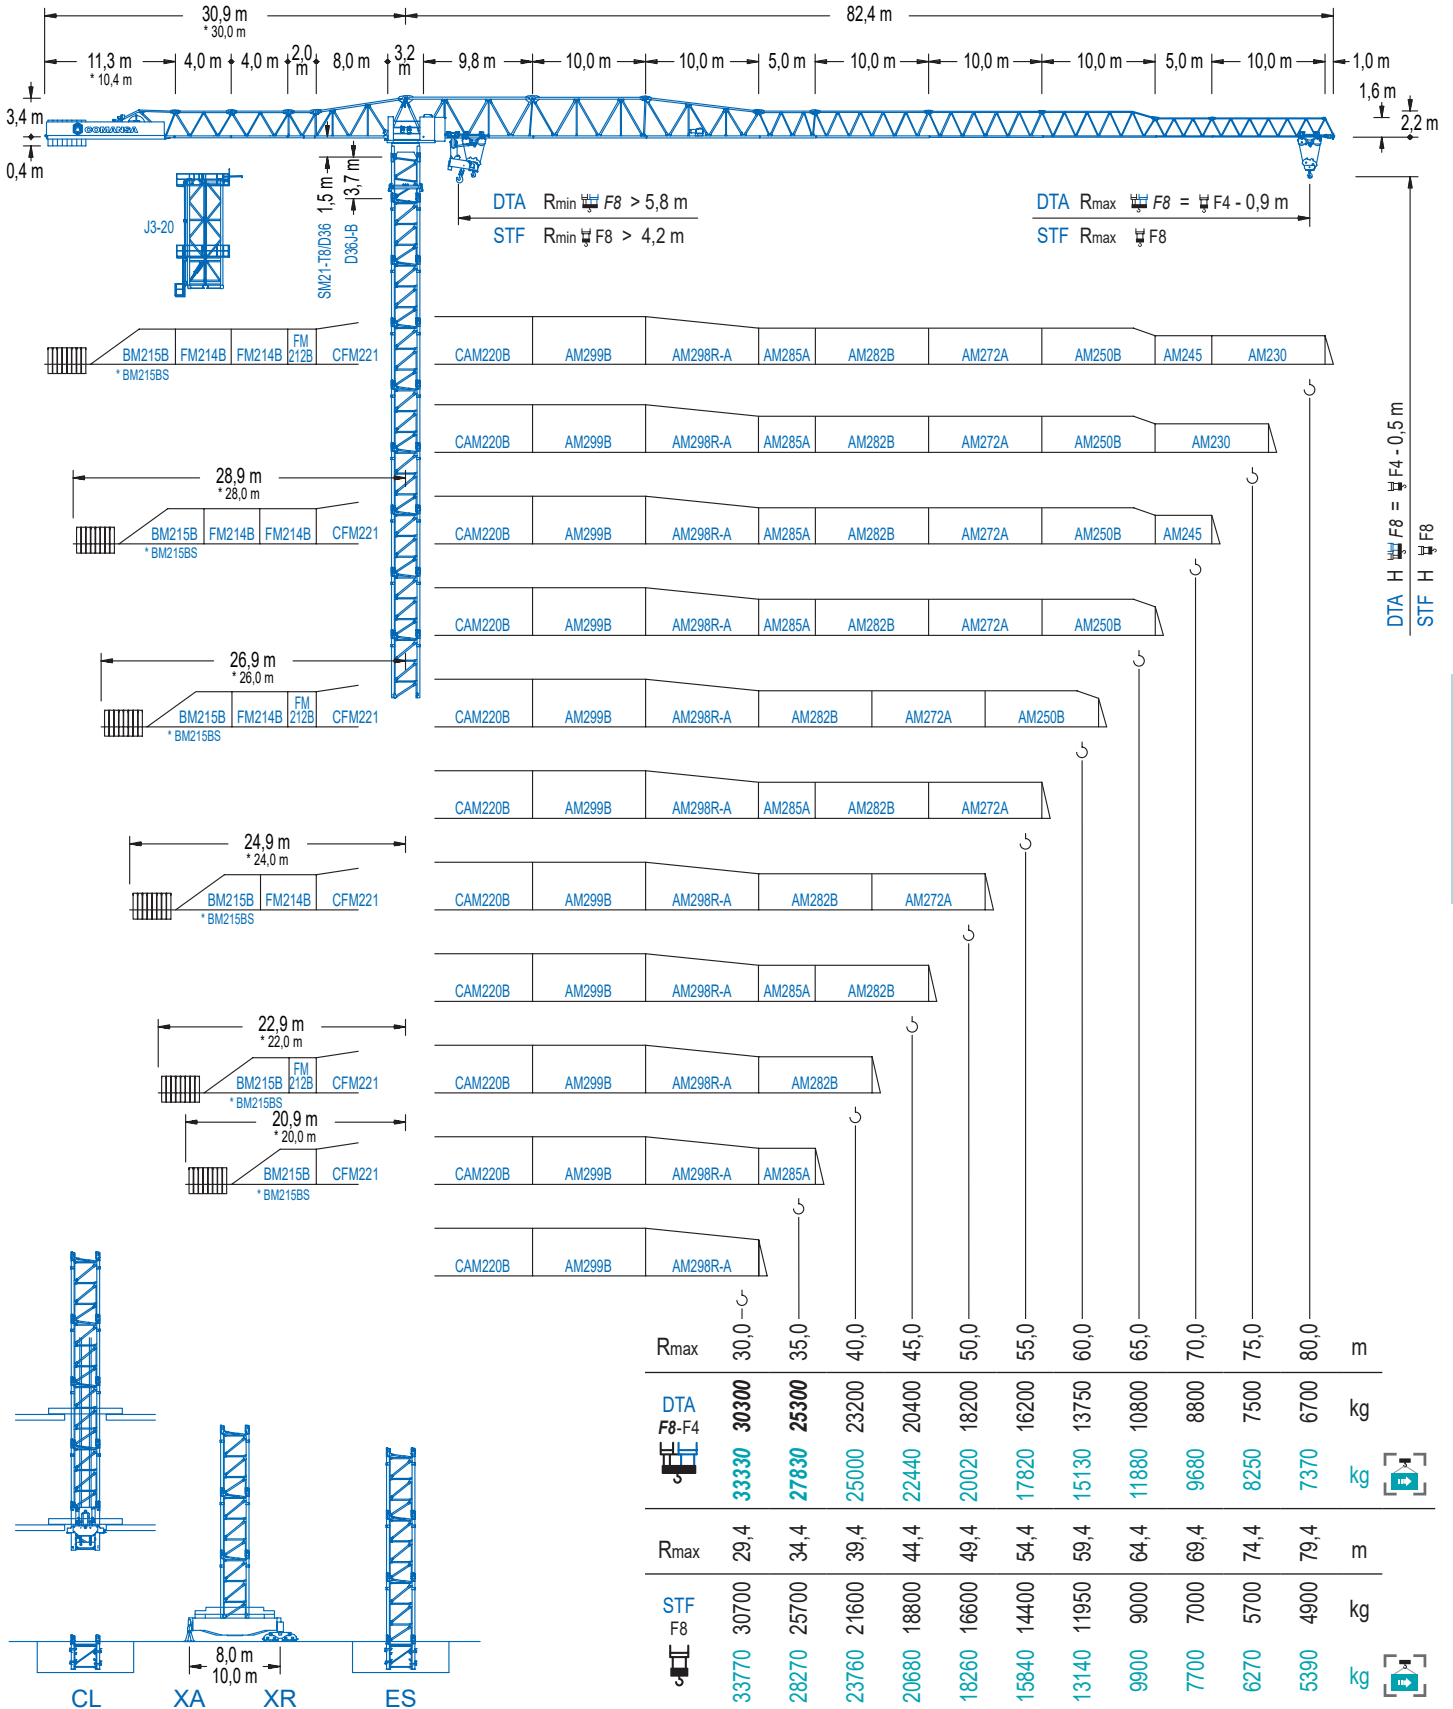 30,9 m
* 30,0 m
82,4 m
11,3 m
* 10,4 m
4,0 m
4,0 m
2,0 m
8,0 m
3,2 m
9,8 m
10,0 m
10,0 m
5,0 m
10,0 m
10,0 m
10,0 m
5,0 m
10,0 m
1,0 m
3,4 m
0,4 m
COMANSA
1,6 m
2,2 m
J3-20
SM21-T8/D36
1,5 m
D36J-B
3,7 m
DTA Rmin F8 > 5,8 m
STF Rmin F8 > 4,2 m
DTA Rmax F8 = F4 - 0,9 m
STF Rmax F8
DTA H F8 = F4 - 0,5 m
STF H F8
BM215B FM214B FM214B FM 212B CFM221
* BM215BS
CAM220B AM299B AM298R-A AM285A AM282B AM272A AM250B AM245 AM230
CAM220B AM299B AM298R-A AM285A AM282B AM272A AM250B AM230
28,9 m
* 28,0 m
BM215B FM214B FM214B CFM221
* BM215BS
CAM220B AM299B AM298R-A AM285A AM282B AM272A AM250B AM245
CAM220B AM299B AM298R-A AM285A AM282B AM272A AM250B
26,9 m
* 26,0 m
BM215B FM214B FM 212B CFM221
* BM215BS
CAM220B AM299B AM298R-A AM282B AM272A AM250B
CAM220B AM299B AM298R-A AM285A AM282B AM272A
24,9 m
* 24,0 m
BM215B FM214B CFM221
* BM215BS
CAM220B AM299B AM298R-A AM282B AM272A
CAM220B AM299B AM298R-A AM285A AM282B
22,9 m
* 22,0 m
BM215B FM 212B CFM221
* BM215BS
CAM220B AM299B AM298R-A AM282B
20,9 m
* 20,0 m
BM215B CFM221
* BM215BS
CAM220B AM299B AM298R-A AM285A
CAM220B AM299B AM298R-A
Rmax 30,0 35,0 40,0 45,0 50,0 55,0 60,0 65,0 70,0 75,0 80,0 m
DTA
F8-F4
30300 25300 23200 20400 18200 16200 13750 10800 8800 7500 6700 kg
33330 27830 25000 22440 20020 17820 15130 11880 9680 8250 7370 kg
Rmax 29,4 34,4 39,4 44,4 49,4 54,4 59,4 64,4 69,4 74,4 79,4 m
STF
F8
30700 25700 21600 18800 16600 14400 11950 9000 7000 5700 4900 kg
33770 28270 23760 20680 18260 15840 13140 9900 7700 6270 5390 kg
8,0 m
10,0 m
CL XA XR ES